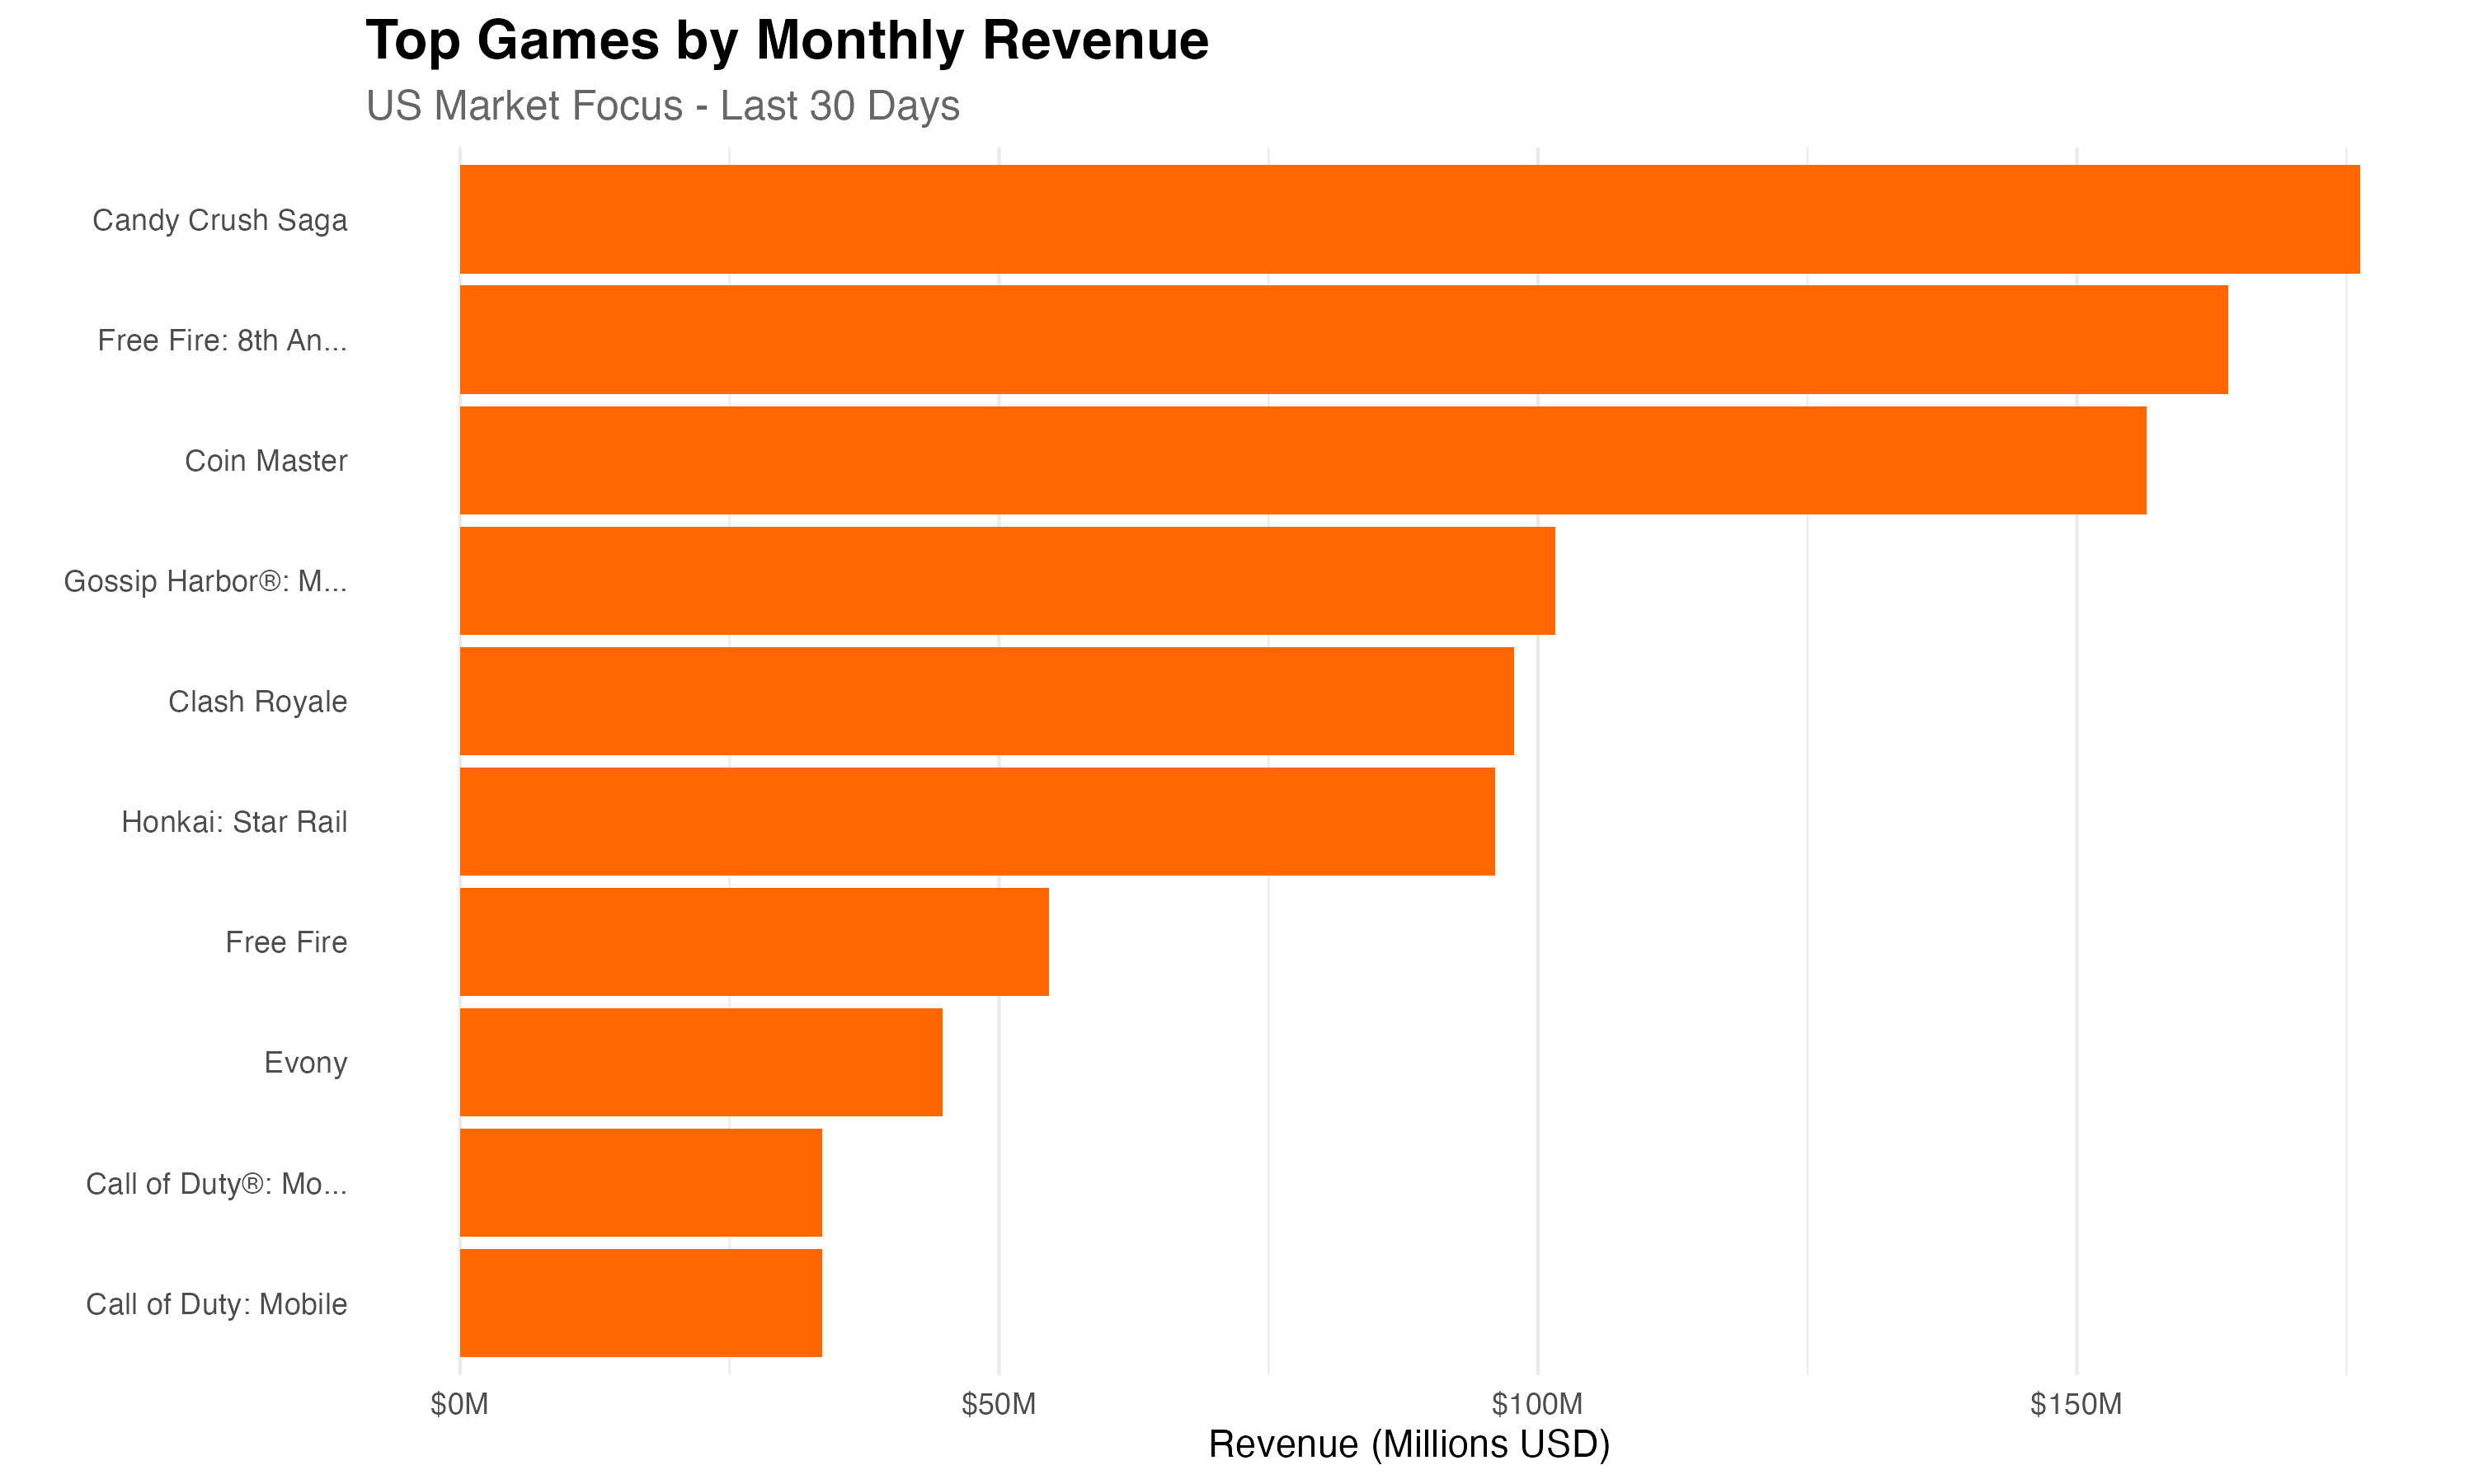 Top Games by Monthly Revenue
US Market Focus - Last 30 Days
Candy Crush Saga
Free Fire: 8th An...
Coin Master
Gossip Harbor®: M...
Clash Royale
Honkai: Star Rail
Free Fire
Evony
Call of Duty®: Mo...
Call of Duty: Mobile
$0M $50M $100M $150M
Revenue (Millions USD)